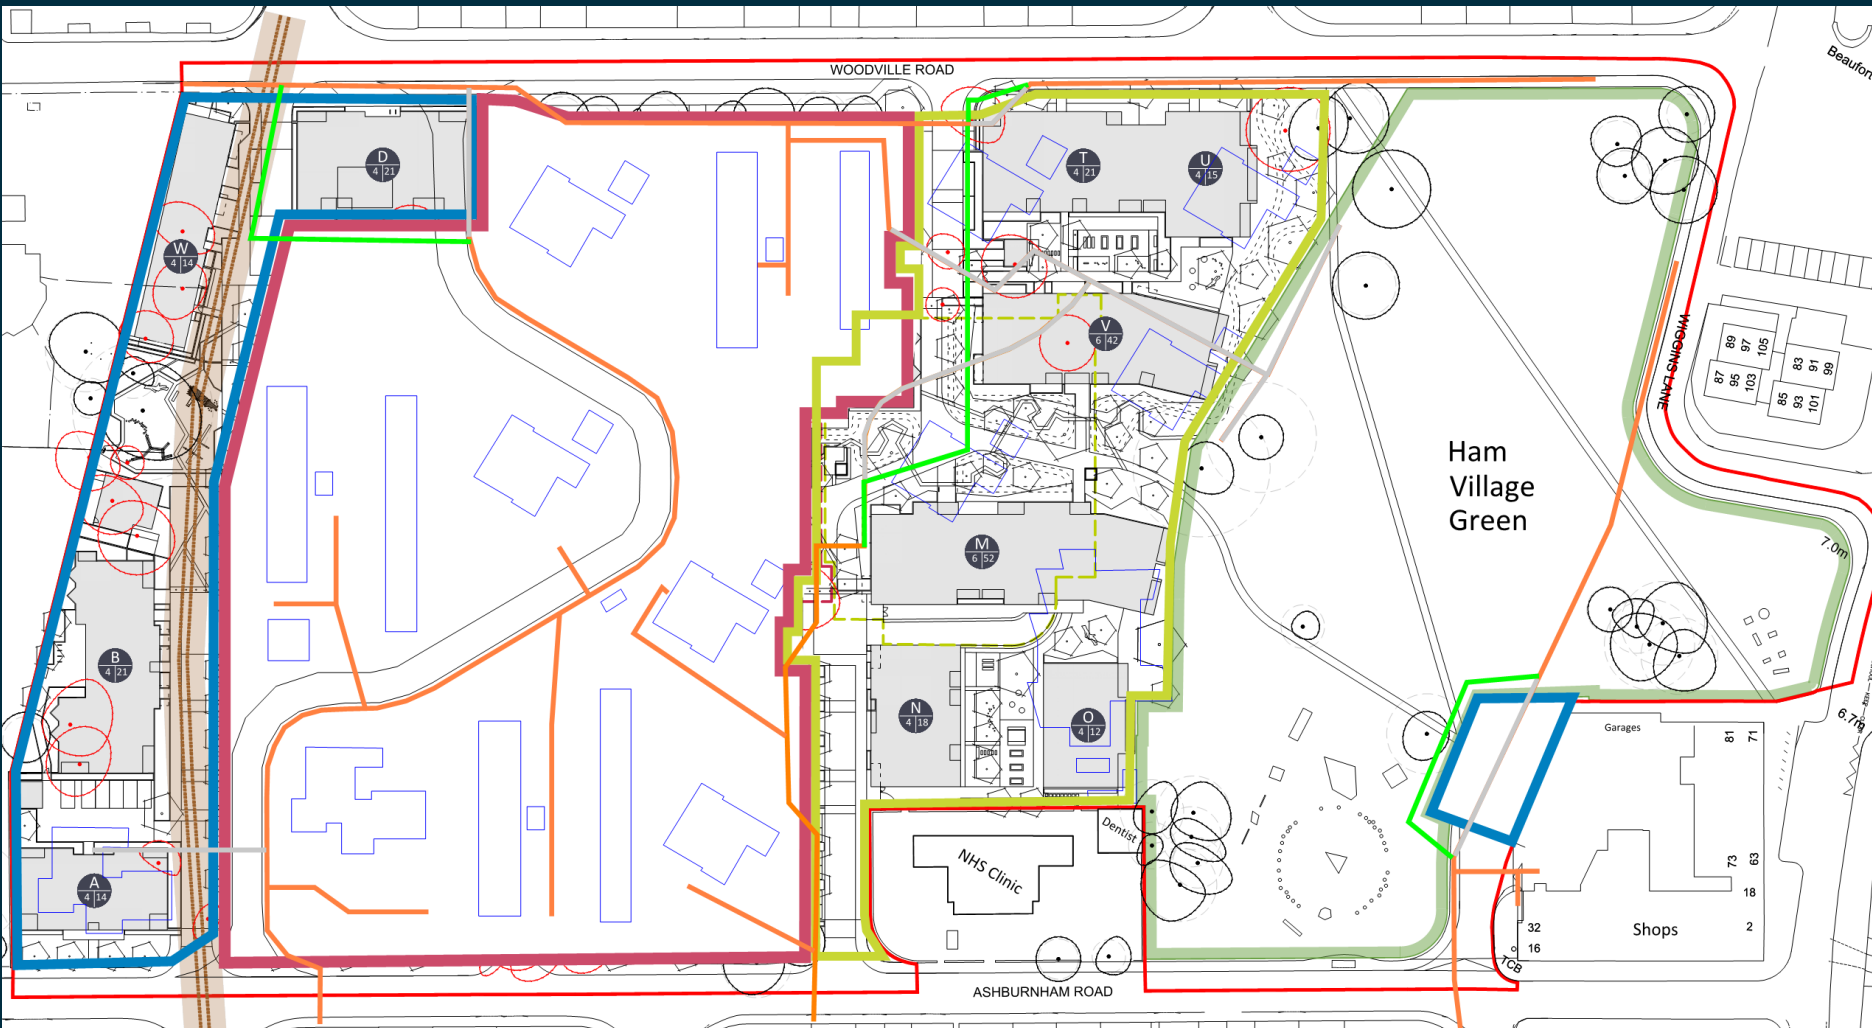 WOODVILLE ROAD
Beaufort
D
4 21
T
4 21
U
4 15
W
4 14
V
6 42
WIGGINS LANE
89
97
105
87
95
103
83
91
99
85
93
101
Ham
Village
Green
7.0m
M
6 52
B
4 21
N
4 18
O
4 12
6.7m
Garages
81
71
Dentist
NHS Clinic
A
4 14
73
63
18
32
Shops
2
16
TCB
ASHBURNHAM ROAD